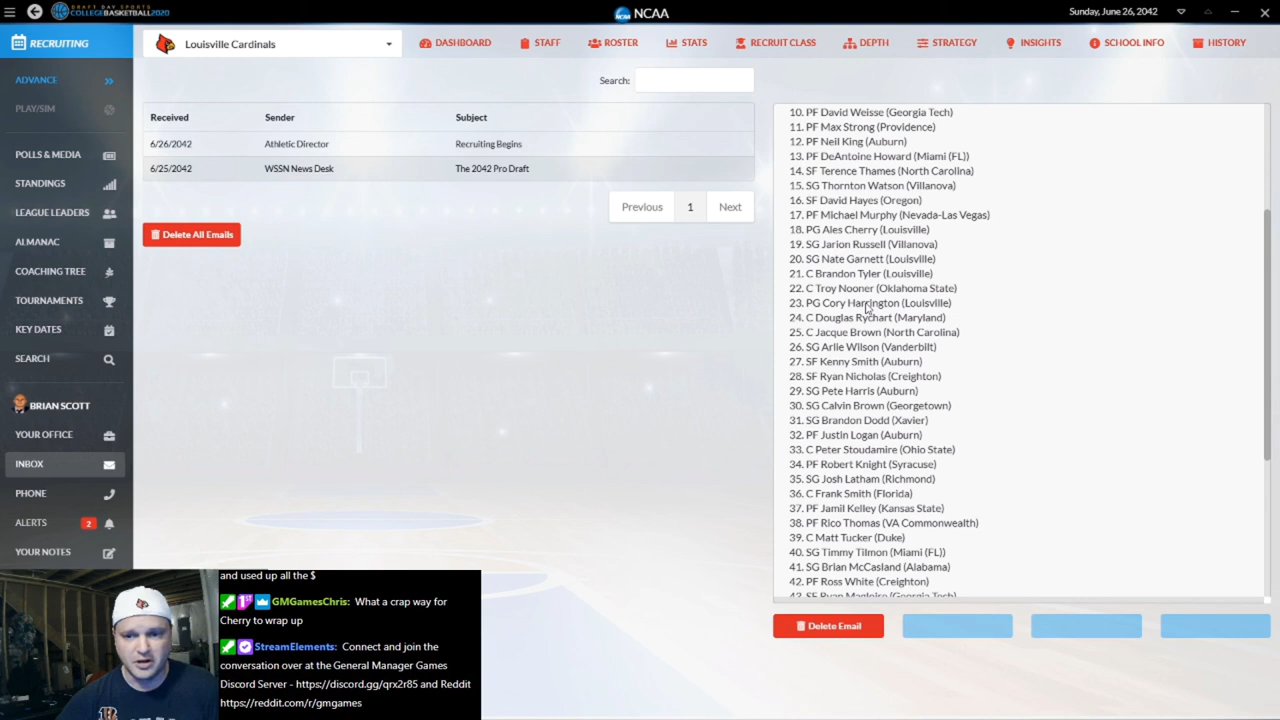 DRAFT DAY SPORTS
COLLEGE BASKETBALL 2020
NCAA
Sunday, June 26, 2042
RECRUITING
Louisville Cardinals
DASHBOARD
STAFF
ROSTER
STATS
RECRUIT CLASS
DEPTH
STRATEGY
INSIGHTS
SCHOOL INFO
HISTORY
ADVANCE
PLAY/SIM
POLLS & MEDIA
STANDINGS
LEAGUE LEADERS
ALMANAC
COACHING TREE
TOURNAMENTS
KEY DATES
SEARCH
BRIAN SCOTT
YOUR OFFICE
INBOX
PHONE
ALERTS 2
YOUR NOTES
Search:
Received Sender Subject
6/26/2042 Athletic Director Recruiting Begins
6/25/2042 WSSN News Desk The 2042 Pro Draft
Previous 1 Next
Delete All Emails
10. PF David Weisse (Georgia Tech)
11. PF Max Strong (Providence)
12. PF Neil King (Auburn)
13. PF DeAntoine Howard (Miami (FL))
14. SF Terence Thames (North Carolina)
15. SG Thornton Watson (Villanova)
16. SF David Hayes (Oregon)
17. PF Michael Murphy (Nevada-Las Vegas)
18. PG Ales Cherry (Louisville)
19. SG Jarion Russell (Villanova)
20. SG Nate Garnett (Louisville)
21. C Brandon Tyler (Louisville)
22. C Troy Nooner (Oklahoma State)
23. PG Cory Harrington (Louisville)
24. C Douglas Rychart (Maryland)
25. C Jacque Brown (North Carolina)
26. SG Arlie Wilson (Vanderbilt)
27. SF Kenny Smith (Auburn)
28. SF Ryan Nicholas (Creighton)
29. SG Pete Harris (Auburn)
30. SG Calvin Brown (Georgetown)
31. SG Brandon Dodd (Xavier)
32. PF Justin Logan (Auburn)
33. C Peter Stoudamire (Ohio State)
34. PF Robert Knight (Syracuse)
35. SG Josh Latham (Richmond)
36. C Frank Smith (Florida)
37. PF Jamil Kelley (Kansas State)
38. PF Rico Thomas (VA Commonwealth)
39. C Matt Tucker (Duke)
40. SG Timmy Tilmon (Miami (FL))
41. SG Brian McCasland (Alabama)
42. PF Ross White (Creighton)
43. SF Ryan Magloire (Georgia Tech)
Delete Email
and used up all the $
GMGamesChris: What a crap way for
Cherry to wrap up
StreamElements: Connect and join the
conversation over at the General Manager Games
Discord Server - https://discord.gg/qrx2r85 and Reddit
https://reddit.com/r/gmgames